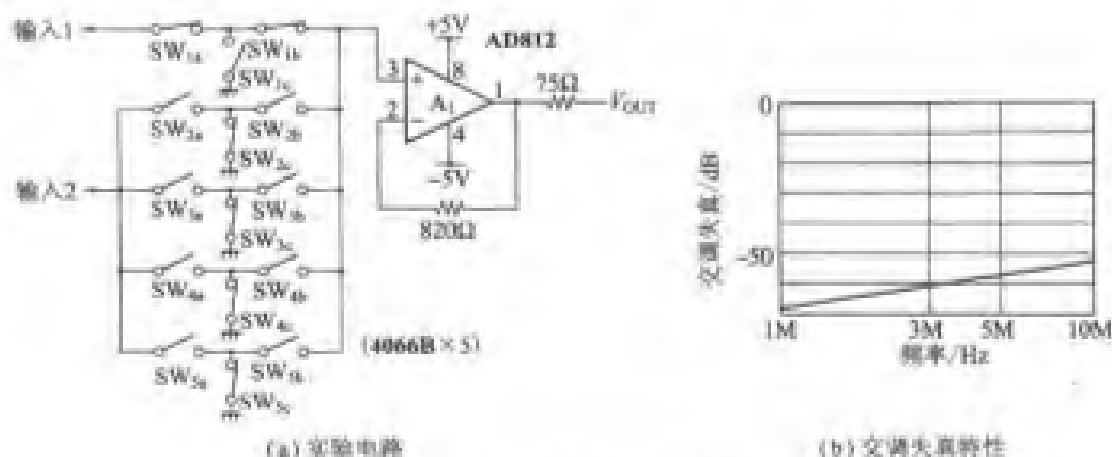 输入1
SW1a
SW1b
SW1c
+5V
AD812
3
8
2
A1
1
4
-5V
75Ω
VOUT
820Ω
SW2a
SW2b
SW2c
输入2
SW3a
SW3b
SW3c
SW4a
SW4b
SW4c
SW5a
SW5b
SW5c
(4066B×5)
(a) 实验电路
0
-50
交调失真/dB
1M
3M
5M
10M
频率/Hz
(b) 交调失真特性